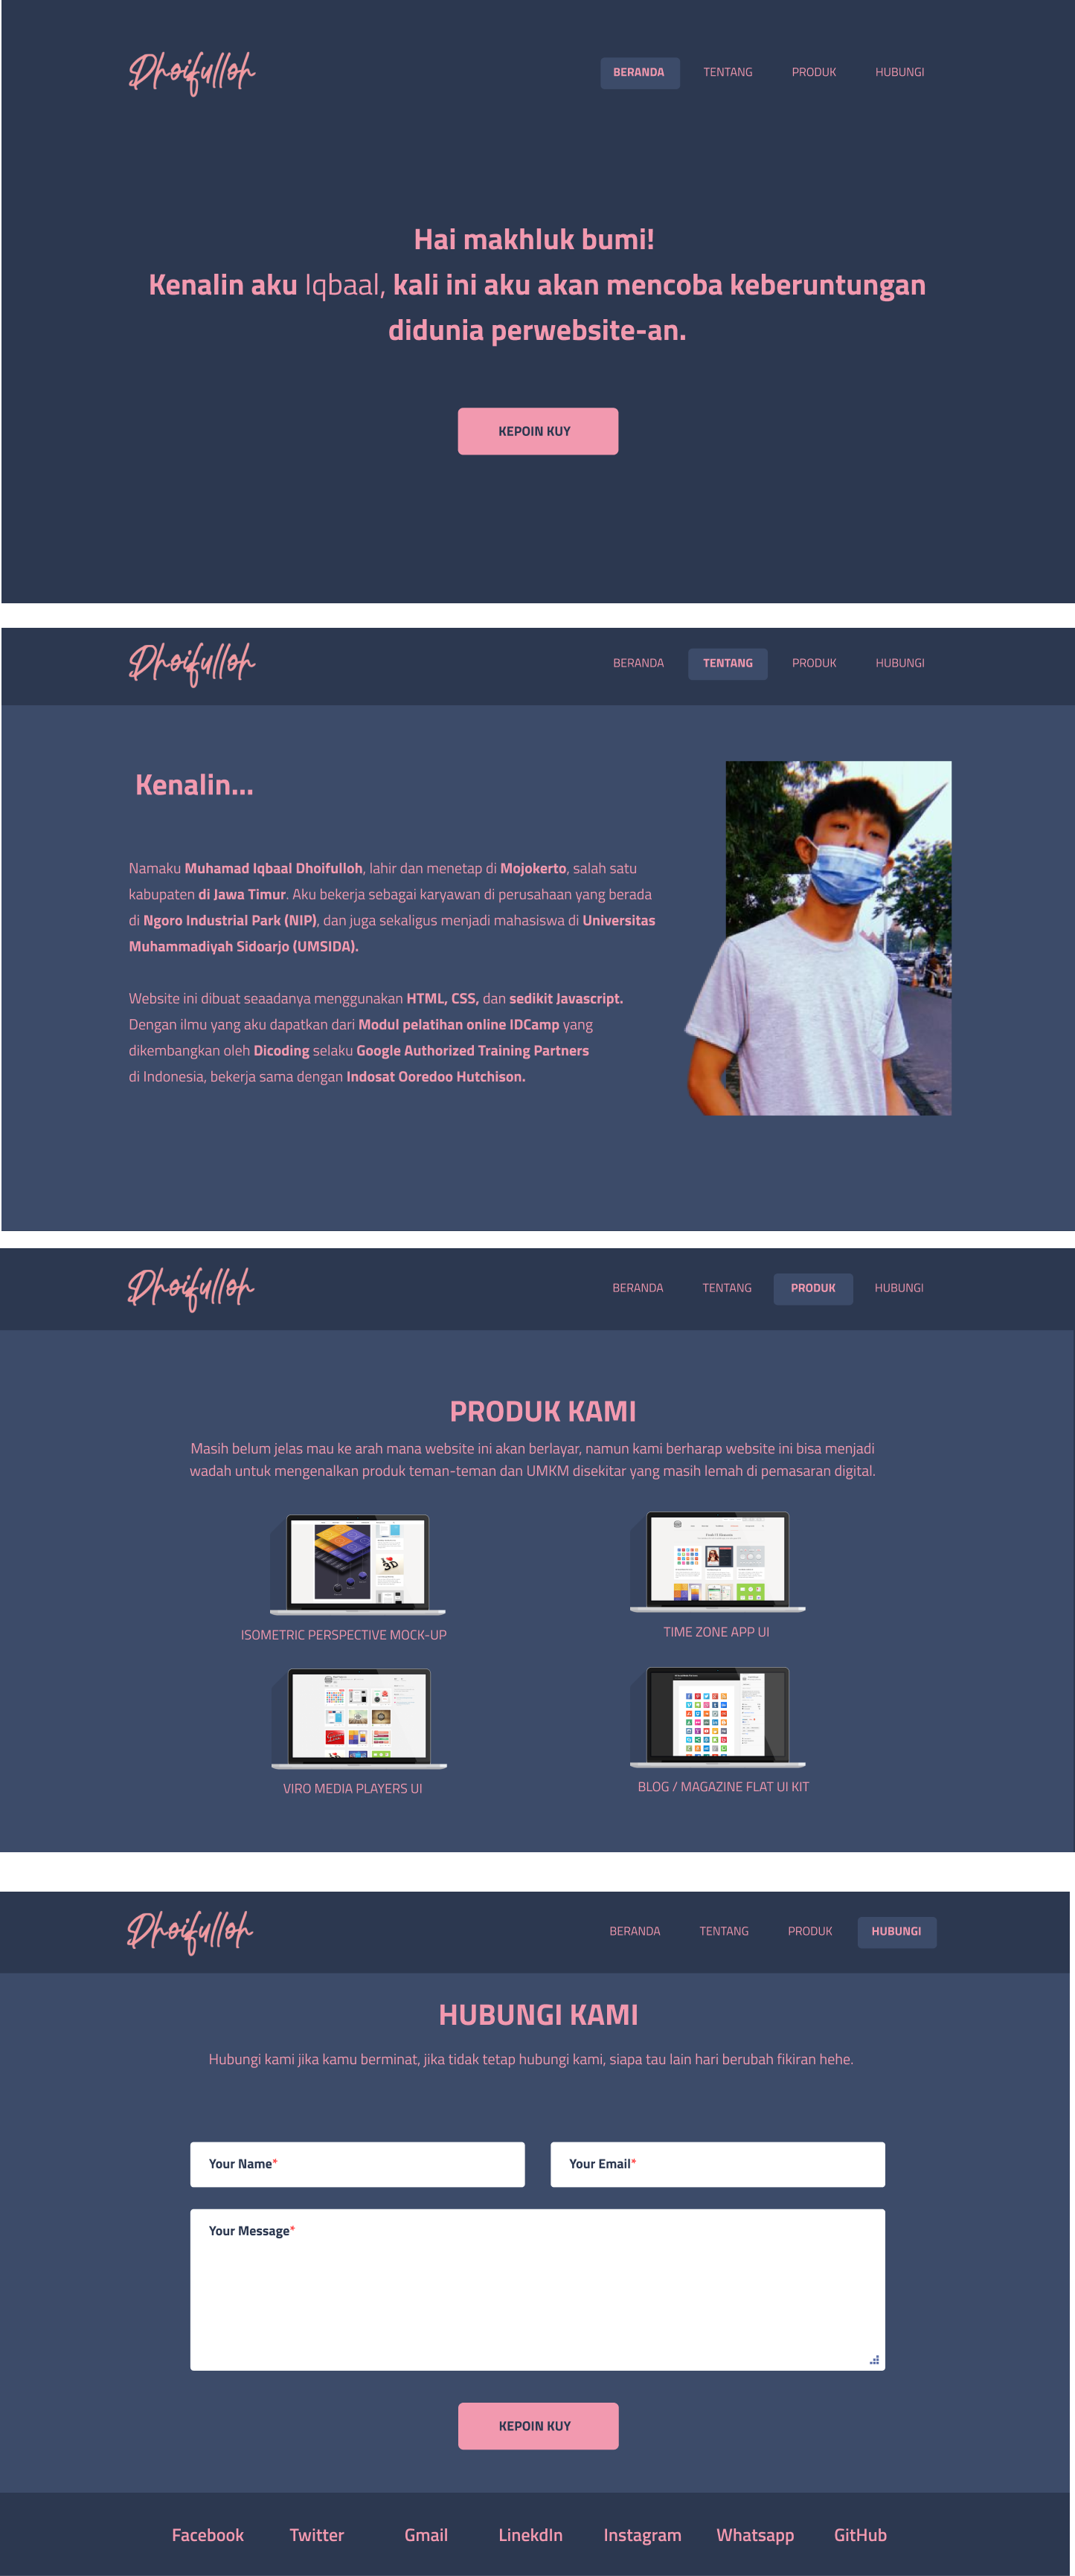 Dhoifulloh
BERANDA TENTANG PRODUK HUBUNGI
Hai makhluk bumi!
Kenalin aku Iqbaal, kali ini aku akan mencoba keberuntungan
didunia perwebsite-an.
KEPOIN KUY
Dhoifulloh
BERANDA TENTANG PRODUK HUBUNGI
Kenalin...
Namaku Muhamad Iqbaal Dhoifulloh, lahir dan menetap di Mojokerto, salah satu
kabupaten di Jawa Timur. Aku bekerja sebagai karyawan di perusahaan yang berada
di Ngoro Industrial Park (NIP), dan juga sekaligus menjadi mahasiswa di Universitas
Muhammadiyah Sidoarjo (UMSIDA).
Website ini dibuat seaadanya menggunakan HTML, CSS, dan sedikit Javascript.
Dengan ilmu yang aku dapatkan dari Modul pelatihan online IDCamp yang
dikembangkan oleh Dicoding selaku Google Authorized Training Partners
di Indonesia, bekerja sama dengan Indosat Ooredoo Hutchison.
Dhoifulloh
BERANDA TENTANG PRODUK HUBUNGI
PRODUK KAMI
Masih belum jelas mau ke arah mana website ini akan berlayar, namun kami berharap website ini bisa menjadi
wadah untuk mengenalkan produk teman-teman dan UMKM disekitar yang masih lemah di pemasaran digital.
ISOMETRIC PERSPECTIVE MOCK-UP
TIME ZONE APP UI
VIRO MEDIA PLAYERS UI
BLOG / MAGAZINE FLAT UI KIT
Dhoifulloh
BERANDA TENTANG PRODUK HUBUNGI
HUBUNGI KAMI
Hubungi kami jika kamu berminat, jika tidak tetap hubungi kami, siapa tau lain hari berubah fikiran hehe.
Your Name*
Your Email*
Your Message*
KEPOIN KUY
Facebook Twitter Gmail LinekdIn Instagram Whatsapp GitHub